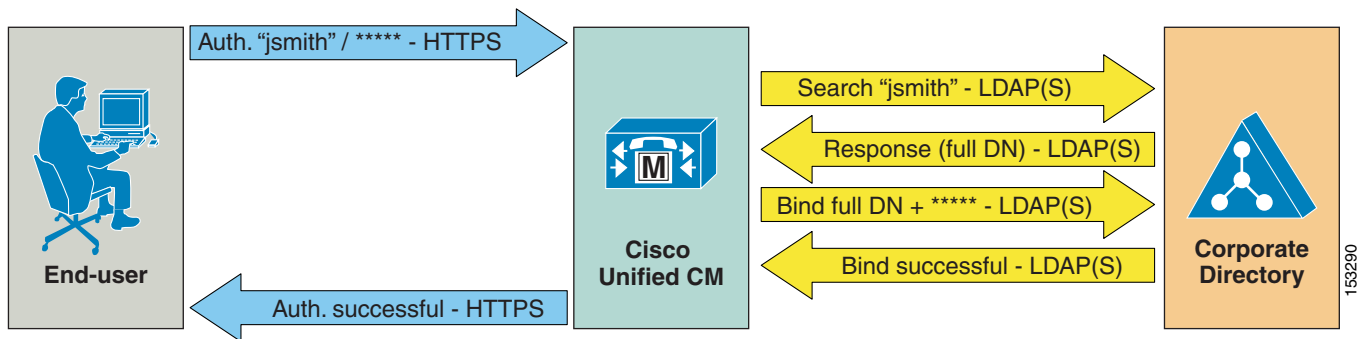 Auth. “jsmith” / ***** - HTTPS
Search “jsmith” - LDAP(S)
Response (full DN) - LDAP(S)
M
Bind full DN + ***** - LDAP(S)
End-user
Cisco
Unified CM
Bind successful - LDAP(S)
Corporate
Directory
Auth. successful - HTTPS
153290